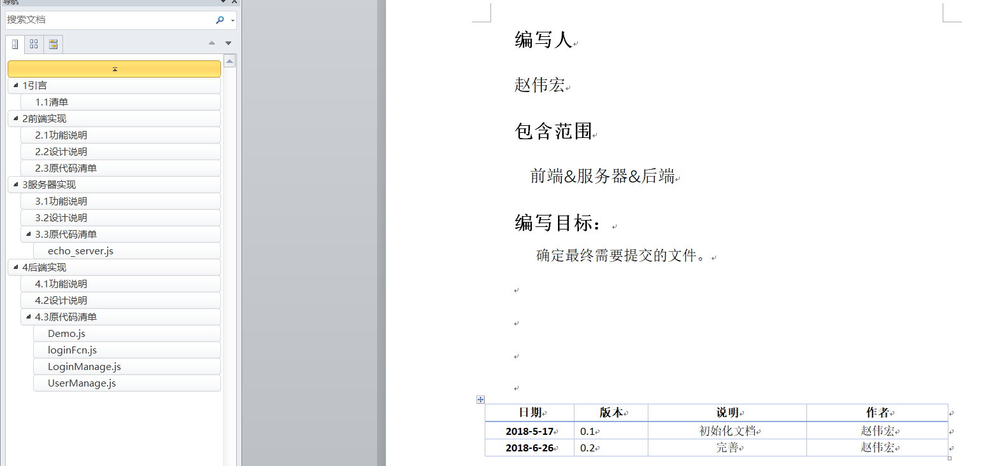 导航
搜索文档
1引言
1.1清单
2前端实现
2.1功能说明
2.2设计说明
2.3原代码清单
3服务器实现
3.1功能说明
3.2设计说明
3.3原代码清单
echo_server.js
4后端实现
4.1功能说明
4.2设计说明
4.3原代码清单
Demo.js
loginFcn.js
LoginManage.js
UserManage.js
编写人
赵伟宏
包含范围
前端&服务器&后端
编写目标：
确定最终需要提交的文件。
日期 版本 说明 作者
2018-5-17 0.1 初始化文档 赵伟宏
2018-6-26 0.2 完善 赵伟宏